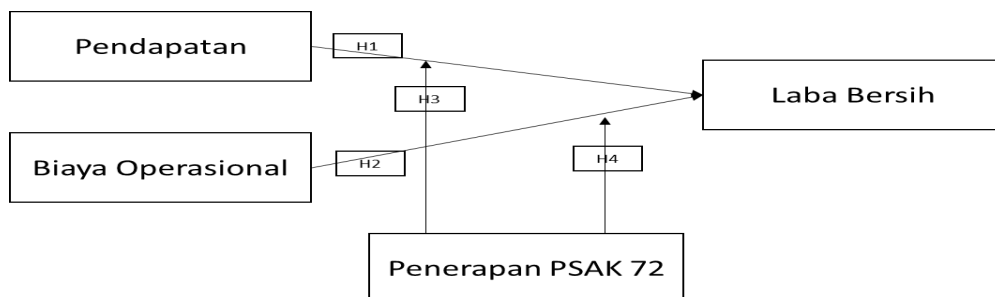 Pendapatan
H1
H3
Laba Bersih
Biaya Operasional
H2
H4
Penerapan PSAK 72